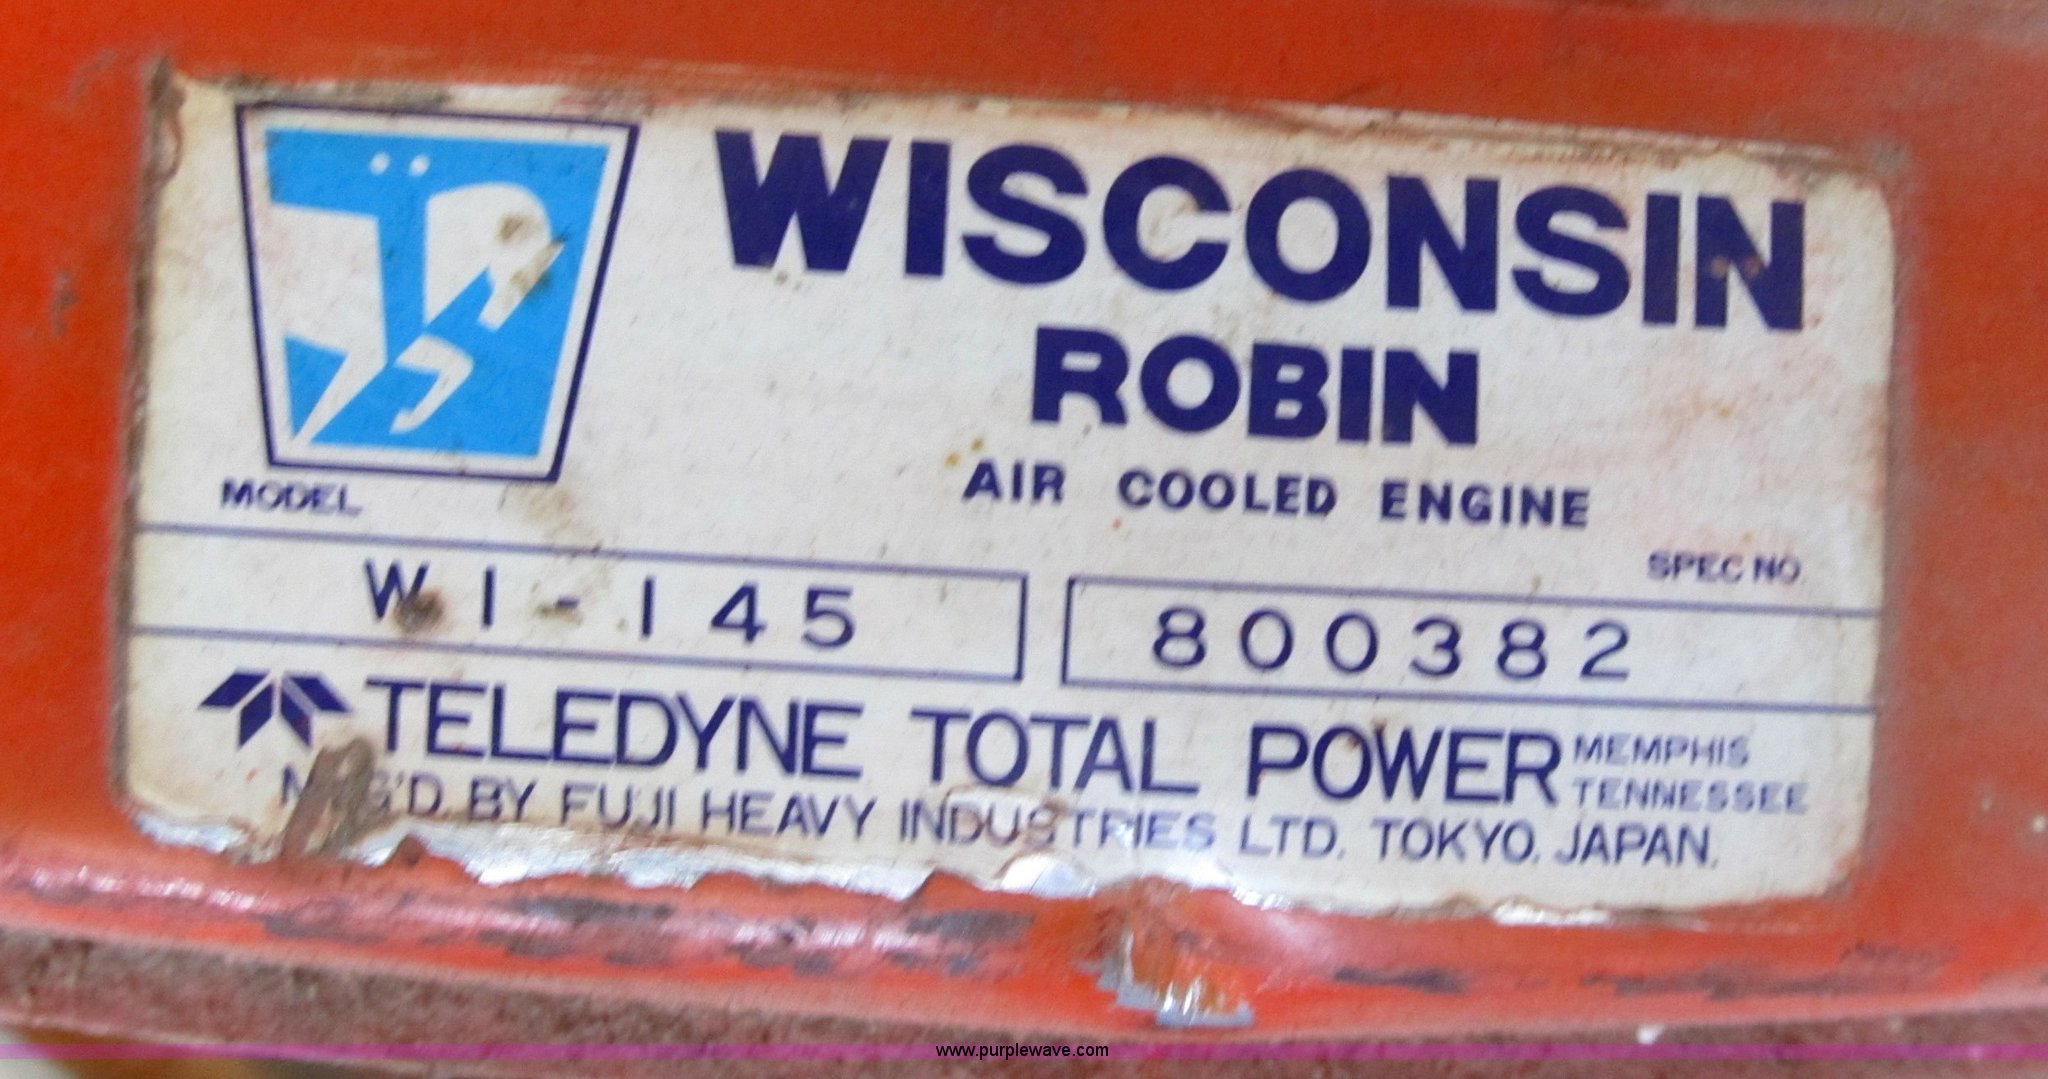 WISCONSIN
ROBIN
AIR COOLED ENGINE
MODEL
SPEC NO.
W1-145
800382
TELEDYNE TOTAL POWER MEMPHIS
TENNESSEE
BY FUJI HEAVY INDUSTRIES LTD. TOKYO. JAPAN.
www.purplewave.com